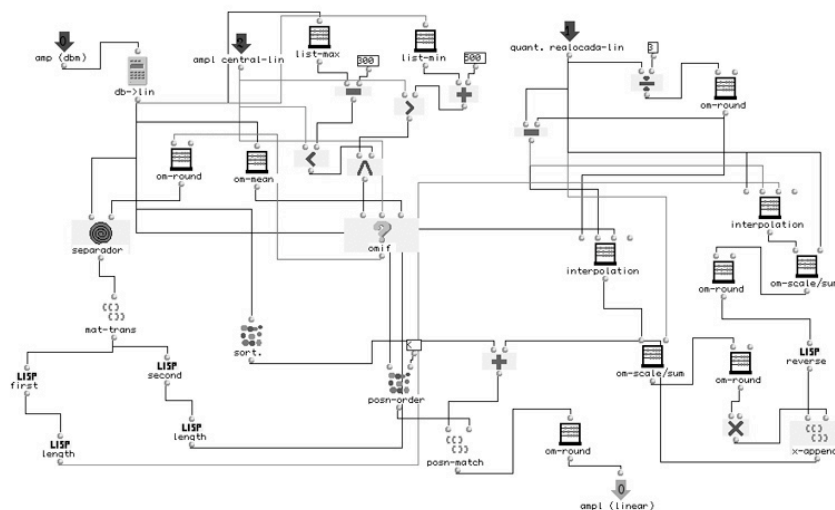 amp (dbm)
db->lin
ampl central-lin
list-max
300
list-min
500
quant. realocada-lin
3
om-round
om-round
om-mean
separador
omif
interpolation
interpolation
om-round
om-scale/sum
mat-trans
LISP
first
LISP
second
sort.
<
posn-order
om-scale/sum
om-round
LISP
reverse
LISP
length
LISP
length
posn-match
om-round
x-append
0
ampl (linear)